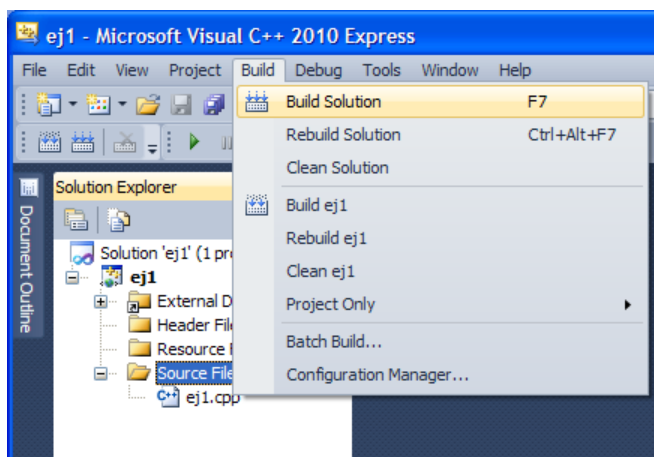 ej1 - Microsoft Visual C++ 2010 Express
File Edit View Project Build Debug Tools Window Help
Build Solution F7
Rebuild Solution Ctrl+Alt+F7
Clean Solution
Build ej1
Rebuild ej1
Clean ej1
Project Only
Batch Build...
Configuration Manager...
Document Outline
Solution Explorer
Solution 'ej1' (1 pr
ej1
External D
Header Fil
Resource
Source File
ej1.cpp